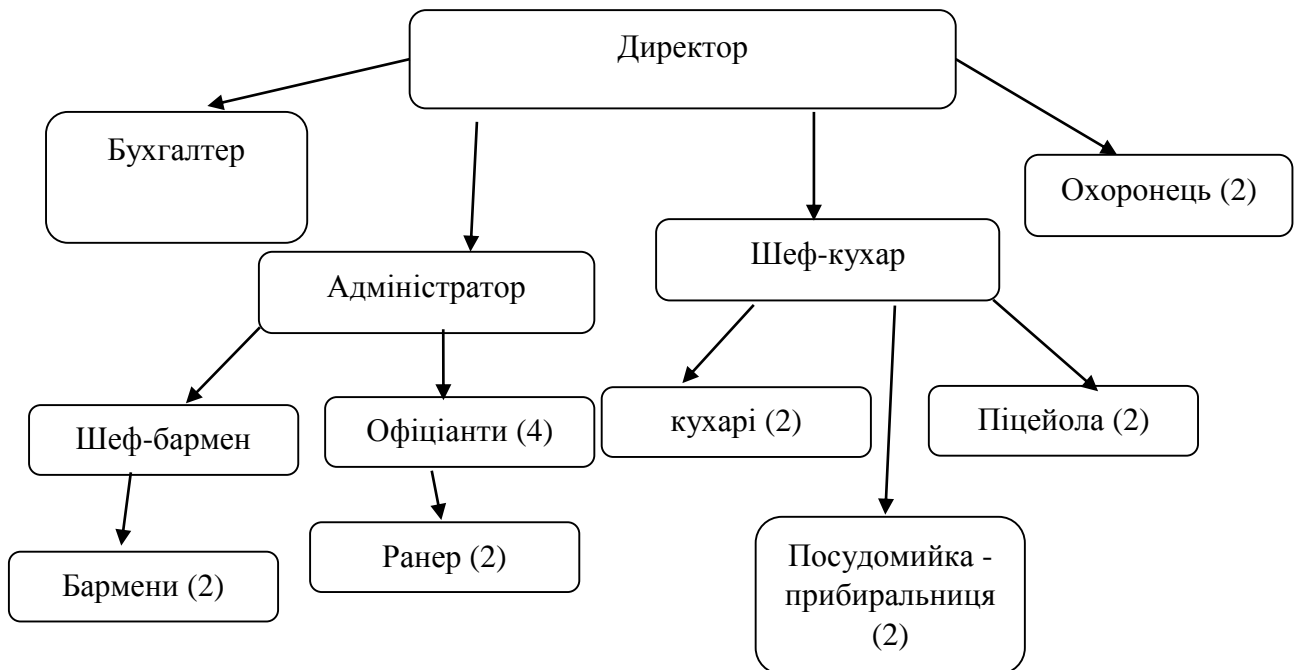 Директор
Бухгалтер
Охоронець (2)
Шеф-кухар
Адміністратор
Шеф-бармен
Офіціанти (4)
кухарі (2)
Піцейола (2)
Бармени (2)
Ранер (2)
Посудомийка -
прибиральниця
(2)